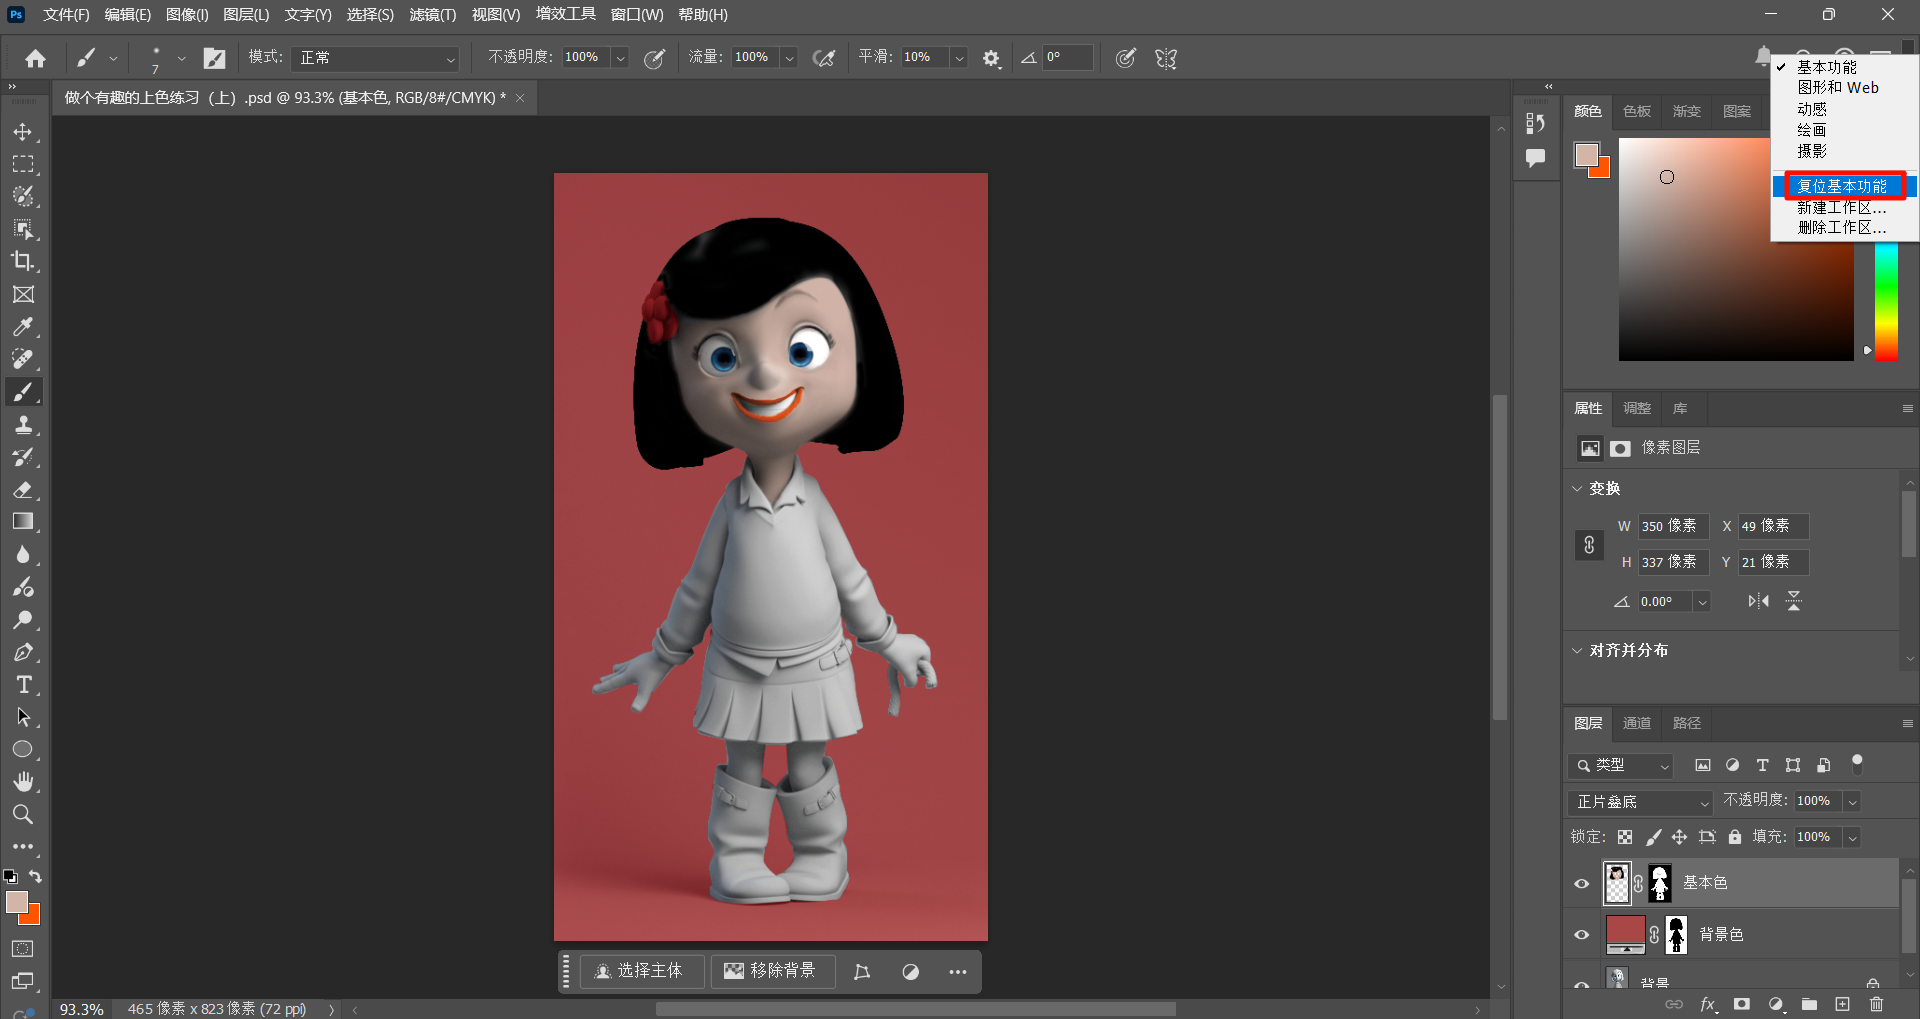 Ps 文件(F) 编辑(E) 图像(I) 图层(L) 文字(Y) 选择(S) 滤镜(T) 视图(V) 增效工具 窗口(W) 帮助(H)
7 模式: 正常 不透明度: 100% 流量: 100% 平滑: 10% 0°
做个有趣的上色练习（上）.psd @ 93.3% (基本色, RGB/8#/CMYK) *
基本功能
图形和 Web
动感
绘画
摄影
复位基本功能
新建工作区...
删除工作区...
颜色 色板 渐变 图案
属性 调整 库
像素图层
变换
W 350 像素 X 49 像素
H 337 像素 Y 21 像素
0.00°
对齐并分布
图层 通道 路径
类型
正片叠底 不透明度: 100%
锁定: 填充: 100%
基本色
背景色
背景
fx
选择主体 移除背景
93.3% 465 像素 x 823 像素 (72 ppi)